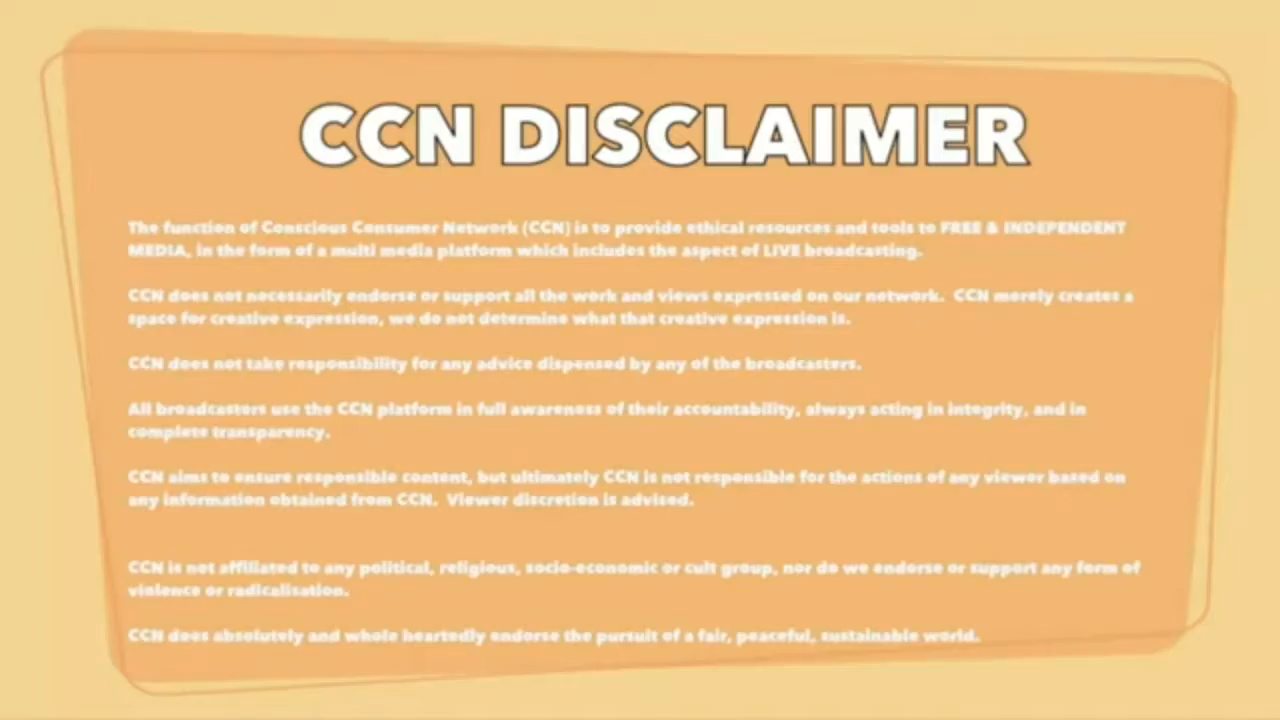 CCN DISCLAIMER
The function of Conscious Consumer Network (CCN) is to provide ethical resources and tools to FREE & INDEPENDENT
MEDIA, in the form of a multi media platform which includes the aspect of LIVE broadcasting.
CCN does not necessarily endorse or support all the work and views expressed on our network.  CCN merely creates a
space for creative expression, we do not determine what that creative expression is.
CCN does not take responsibility for any advice dispensed by any of the broadcasters.
All broadcasters use the CCN platform in full awareness of their accountability, always acting in integrity, and in
complete transparency.
CCN aims to ensure responsible content, but ultimately CCN is not responsible for the actions of any viewer based on
any information obtained from CCN.  Viewer discretion is advised.
CCN is not affiliated to any political, religious, socio-economic or cult group, nor do we endorse or support any form of
violence or radicalisation.
CCN does absolutely and whole heartedly endorse the pursuit of a fair, peaceful, sustainable world.